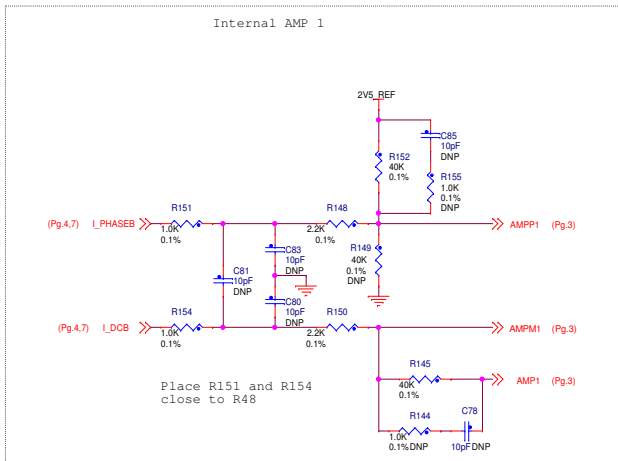 Internal AMP 1
2V5_REF
C85
10pF
DNP
R152
40K
0.1%
R155
1.0K
0.1%
DNP
R151
R148
(Pg.4,7) I_PHASEB
1.0K
0.1%
2.2K
0.1%
AMPP1 (Pg.3)
R149
40K
0.1%
DNP
C83
10pF
DNP
C81
10pF
DNP
C80
10pF
DNP
R154
R150
(Pg.4,7) I_DCB
1.0K
0.1%
2.2K
0.1%
AMPM1 (Pg.3)
R145
40K
0.1%
AMP1 (Pg.3)
Place R151 and R154
close to R48
R144
1.0K
0.1%DNP
C78
10pFDNP